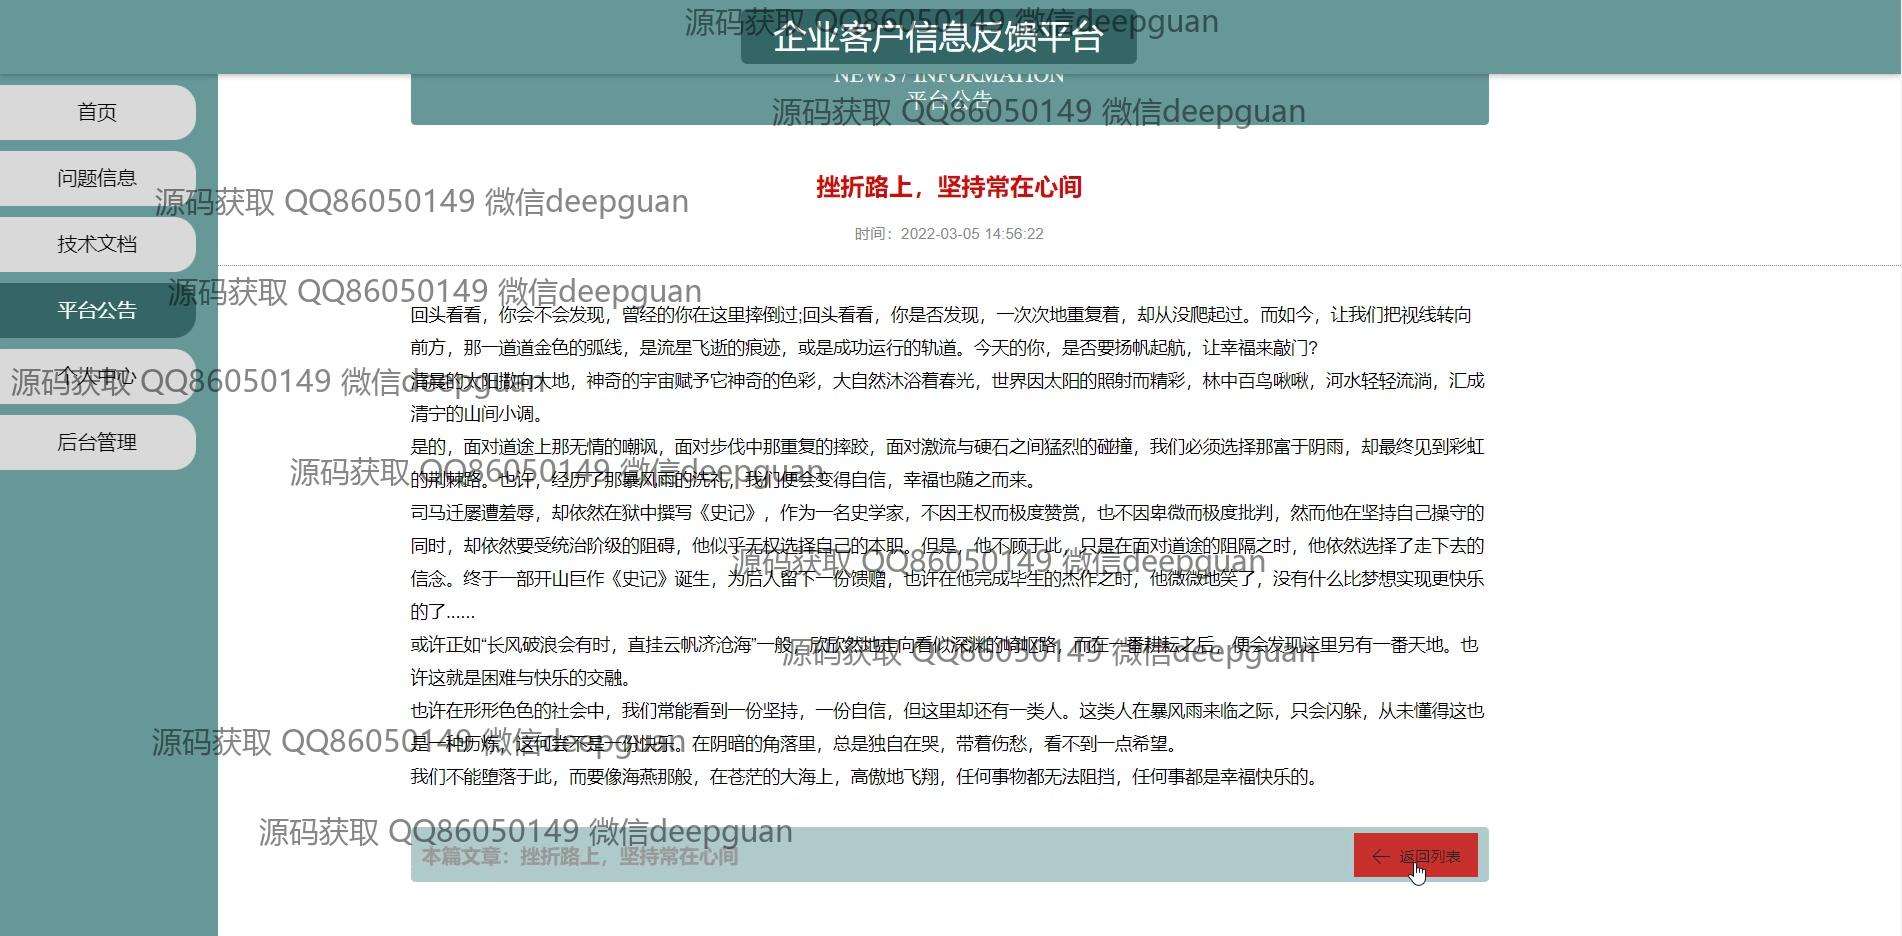 源码获取 QQ86050149 微信deepguan
企业客户信息反馈平台
NEWS / INFORMATION
平台公告
源码获取 QQ86050149 微信deepguan
首页
问题信息
技术文档
平台公告
个人中心
后台管理
挫折路上，坚持常在心间
源码获取 QQ86050149 微信deepguan
时间：2022-03-05 14:56:22
源码获取 QQ86050149 微信deepguan
回头看看，你会不会发现，曾经的你在这里摔倒过;回头看看，你是否发现，一次次地重复着，却从没爬起过。而如今，让我们把视线转向
前方，那一道道金色的弧线，是流星飞逝的痕迹，或是成功运行的轨道。今天的你，是否要扬帆起航，让幸福来敲门?
源码获取 QQ86050149 微信deepguan
清晨的太阳撒向大地，神奇的宇宙赋予它神奇的色彩，大自然沐浴着春光，世界因太阳的照射而精彩，林中百鸟啾啾，河水轻轻流淌，汇成
清宁的山间小调。
是的，面对道途上那无情的嘲讽，面对步伐中那重复的摔跤，面对激流与硬石之间猛烈的碰撞，我们必须选择那富于阴雨，却最终见到彩虹
源码获取 QQ86050149 微信deepguan
的荆棘路。也许，经历了那暴风雨的洗礼，我们便会变得自信，幸福也随之而来。
司马迁屡遭羞辱，却依然在狱中撰写《史记》，作为一名史学家，不因王权而极度赞赏，也不因卑微而极度批判，然而他在坚持自己操守的
同时，却依然要受统治阶级的阻碍，他似乎无权选择自己的本职。但是，他不顾于此，只是在面对道途的阻隔之时，他依然选择了走下去的
源码获取 QQ86050149 微信deepguan
信念。终于一部开山巨作《史记》诞生，为后人留下一份馈赠，也许在他完成毕生的杰作之时，他微微地笑了，没有什么比梦想实现更快乐
的了......
或许正如“长风破浪会有时，直挂云帆济沧海”一般，欣欣然地走向看似深渊的崎岖路，而在一番耕耘之后，便会发现这里另有一番天地。也
源码获取 QQ86050149 微信deepguan
许这就是困难与快乐的交融。
也许在形形色色的社会中，我们常能看到一份坚持，一份自信，但这里却还有一类人。这类人在暴风雨来临之际，只会闪躲，从未懂得这也
源码获取 QQ86050149 微信deepguan
是一种历炼，这何尝不是一份快乐。在阴暗的角落里，总是独自在哭，带着伤愁，看不到一点希望。
我们不能堕落于此，而要像海燕那般，在苍茫的大海上，高傲地飞翔，任何事物都无法阻挡，任何事都是幸福快乐的。
源码获取 QQ86050149 微信deepguan
本篇文章：挫折路上，坚持常在心间
返回列表